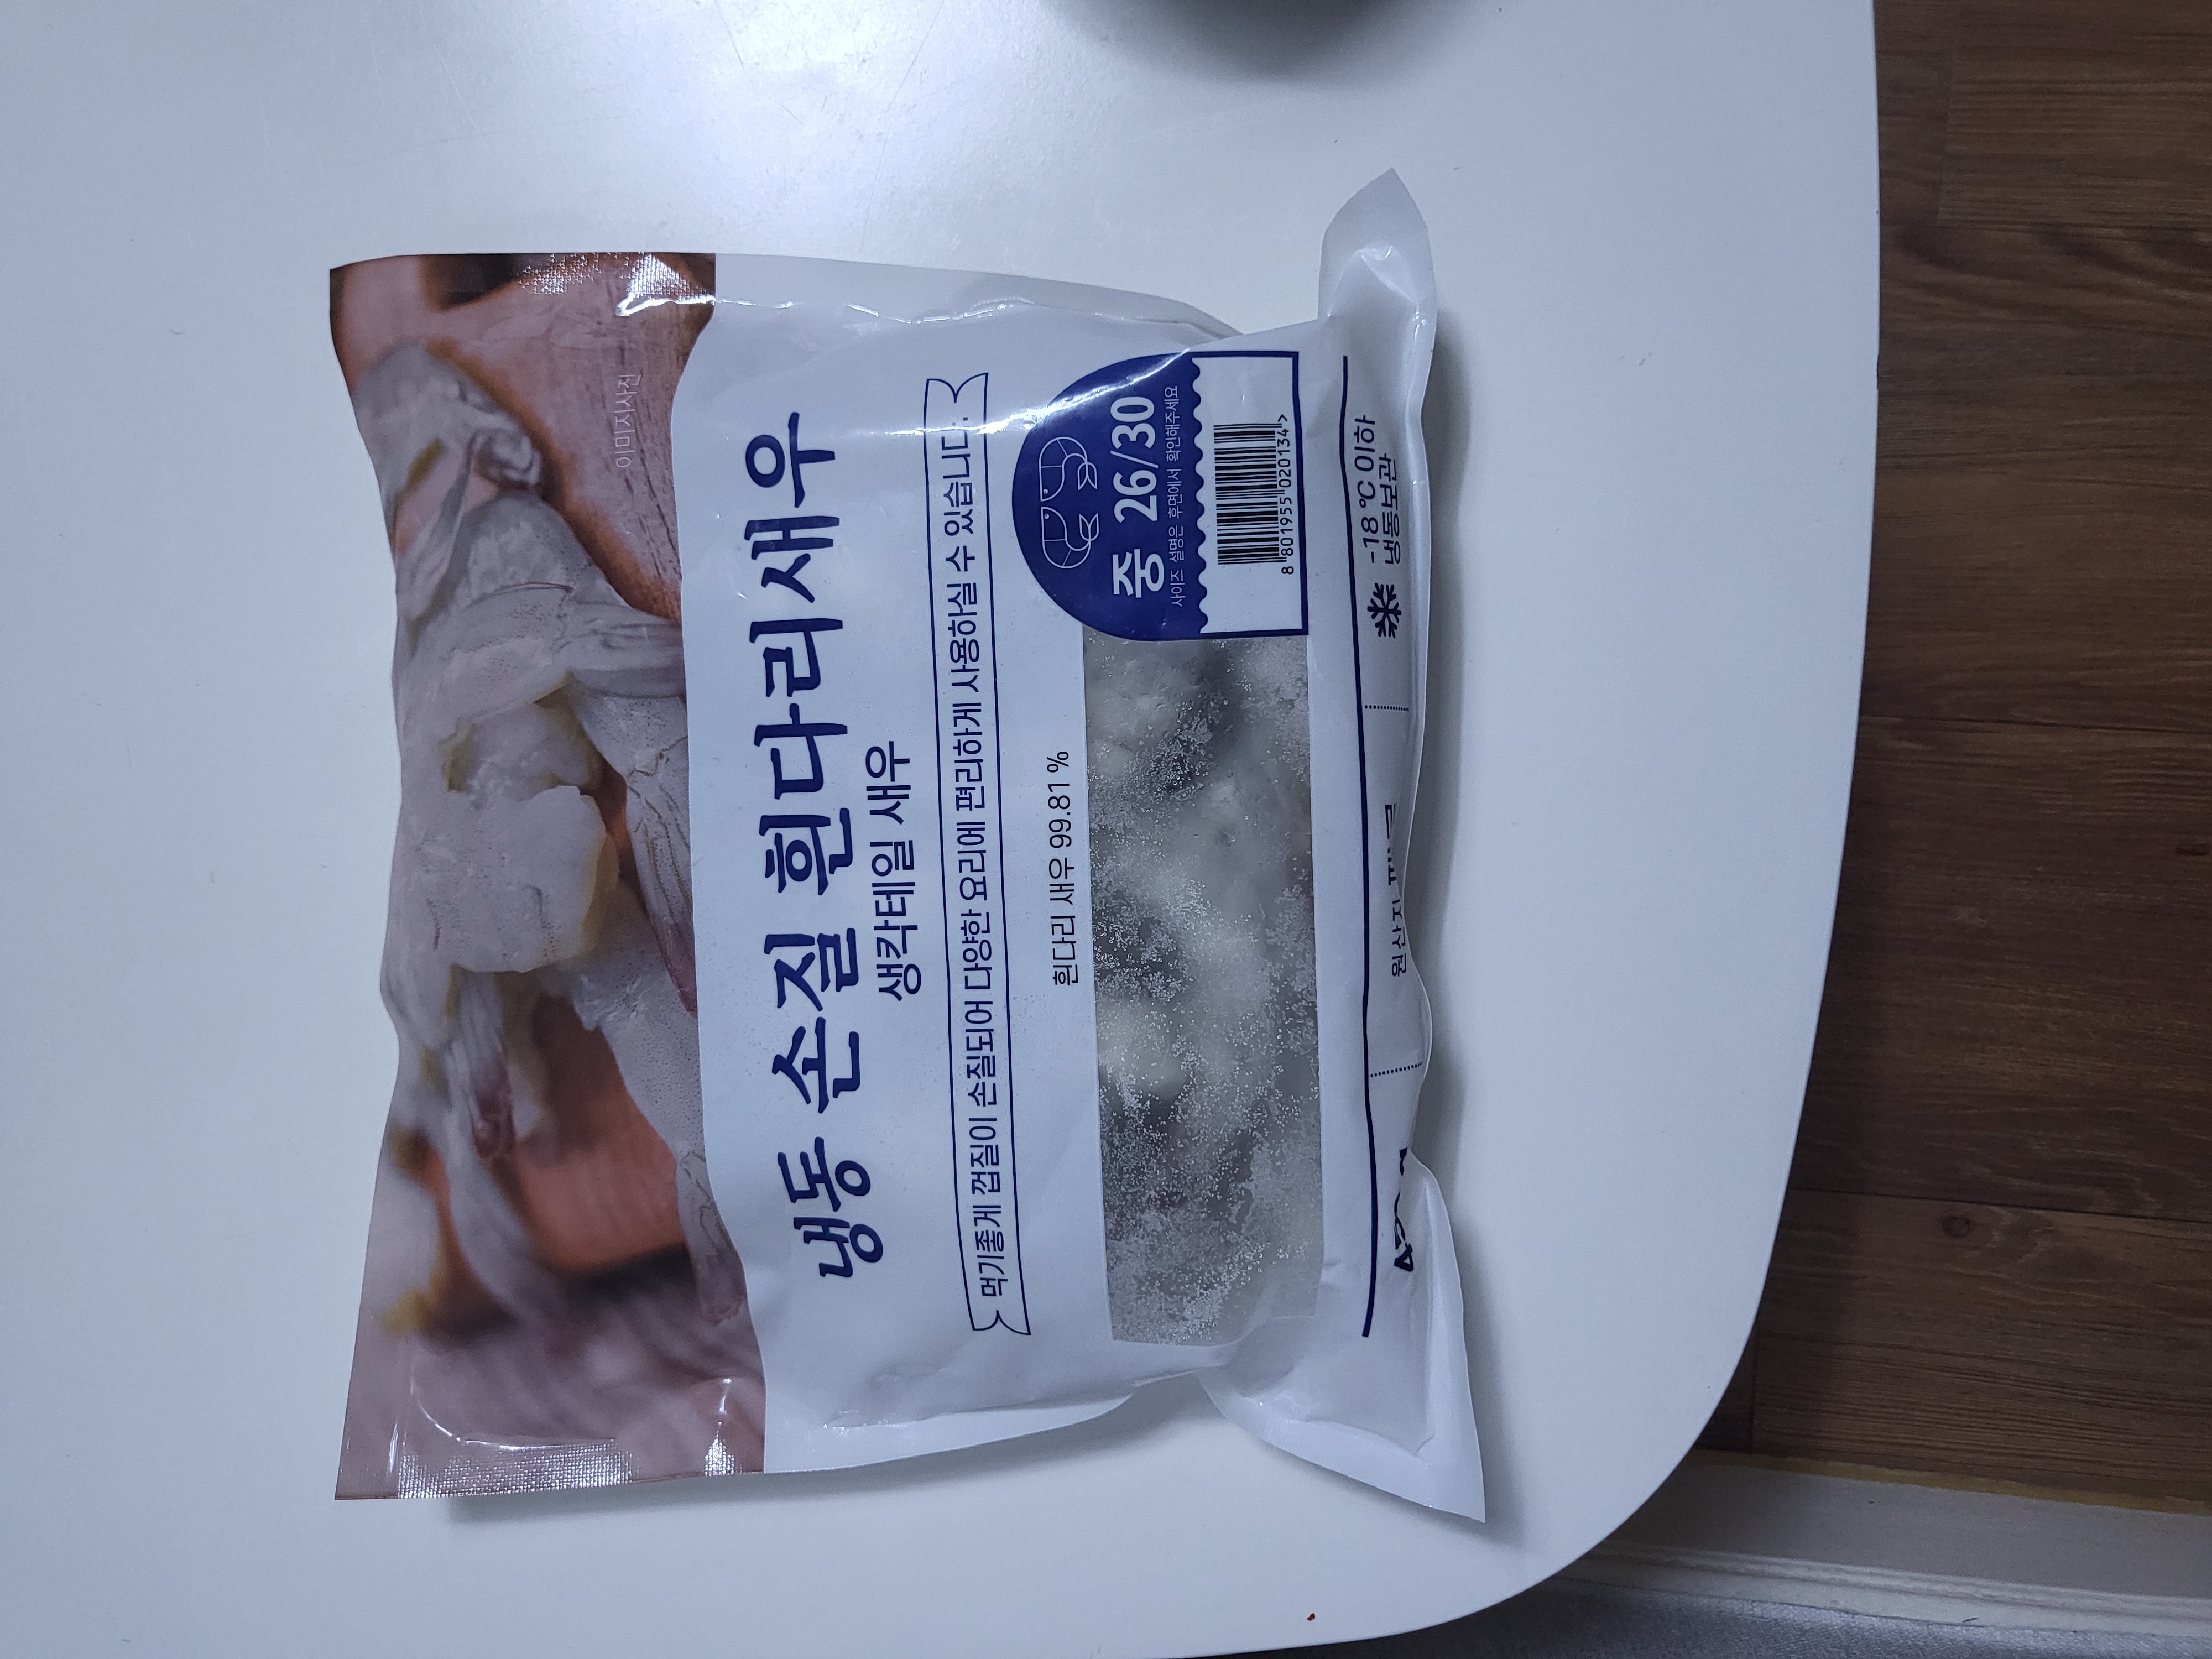 이미지사진
냉동 손질 흰다리새우
생칵테일 새우
먹기좋게 껍질이 손질되어 다양한 요리에 편리하게 사용하실 수 있습니다.
흰다리 새우 99.81 %
중 26/30
사이즈 설명은 후면에서 확인해주세요
8 801955 020134 >
원산지
-18 ℃ 이하
냉동보관